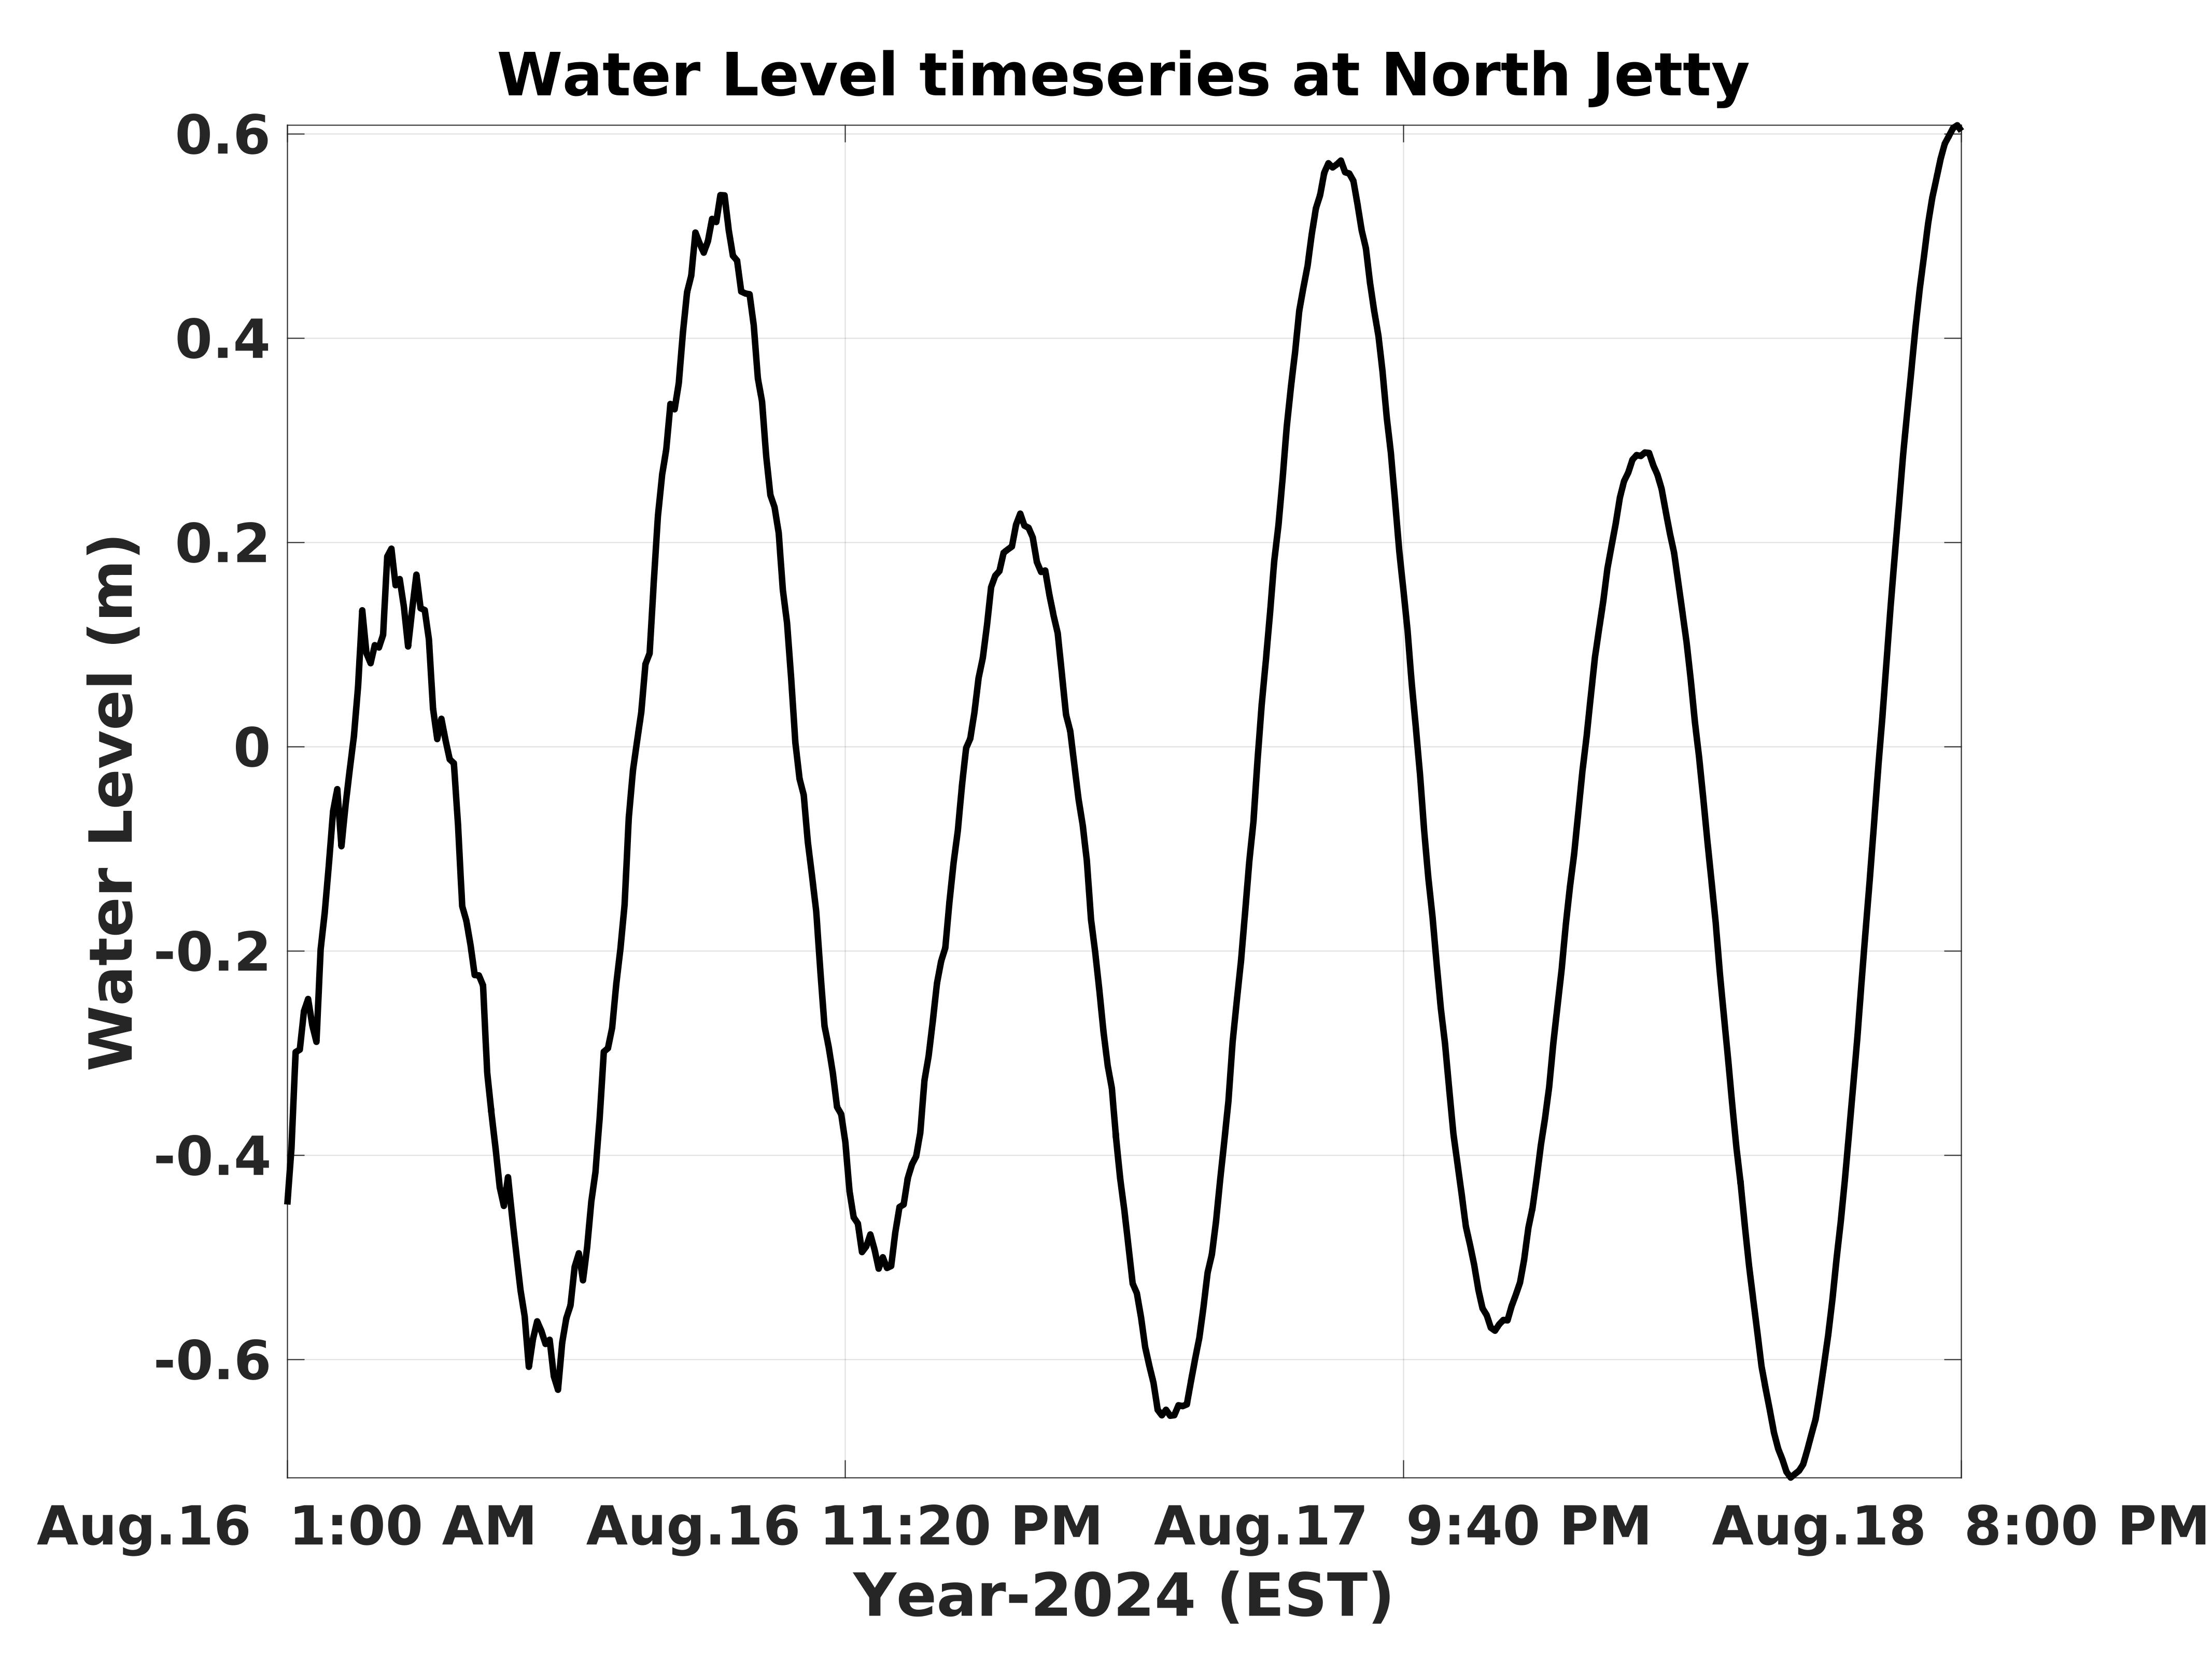 Water Level timeseries at North Jetty
0.6
0.4
0.2
0
-0.2
-0.4
-0.6
Water Level (m)
Aug.16 1:00 AM Aug.16 11:20 PM Aug.17 9:40 PM Aug.18 8:00 PM
Year-2024 (EST)